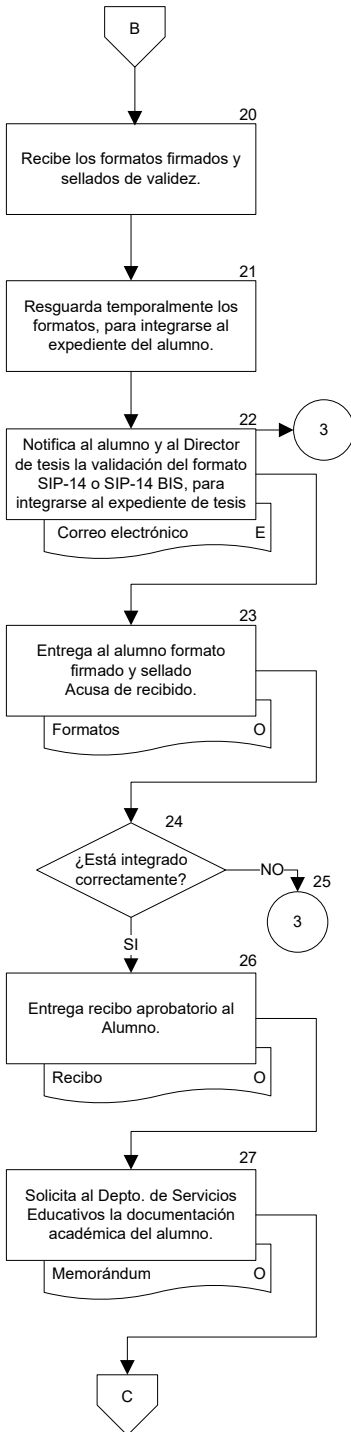 B
20
Recibe los formatos firmados y
sellados de validez.
21
Resguarda temporalmente los
formatos, para integrarse al
expediente del alumno.
22
Notifica al alumno y al Director
de tesis la validación del formato
SIP-14 o SIP-14 BIS, para
integrarse al expediente de tesis
3
Correo electrónico E
23
Entrega al alumno formato
firmado y sellado
Acusa de recibido.
Formatos O
24
¿Está integrado
correctamente?
NO
25
3
SI
26
Entrega recibo aprobatorio al
Alumno.
Recibo O
27
Solicita al Depto. de Servicios
Educativos la documentación
académica del alumno.
Memorándum O
C